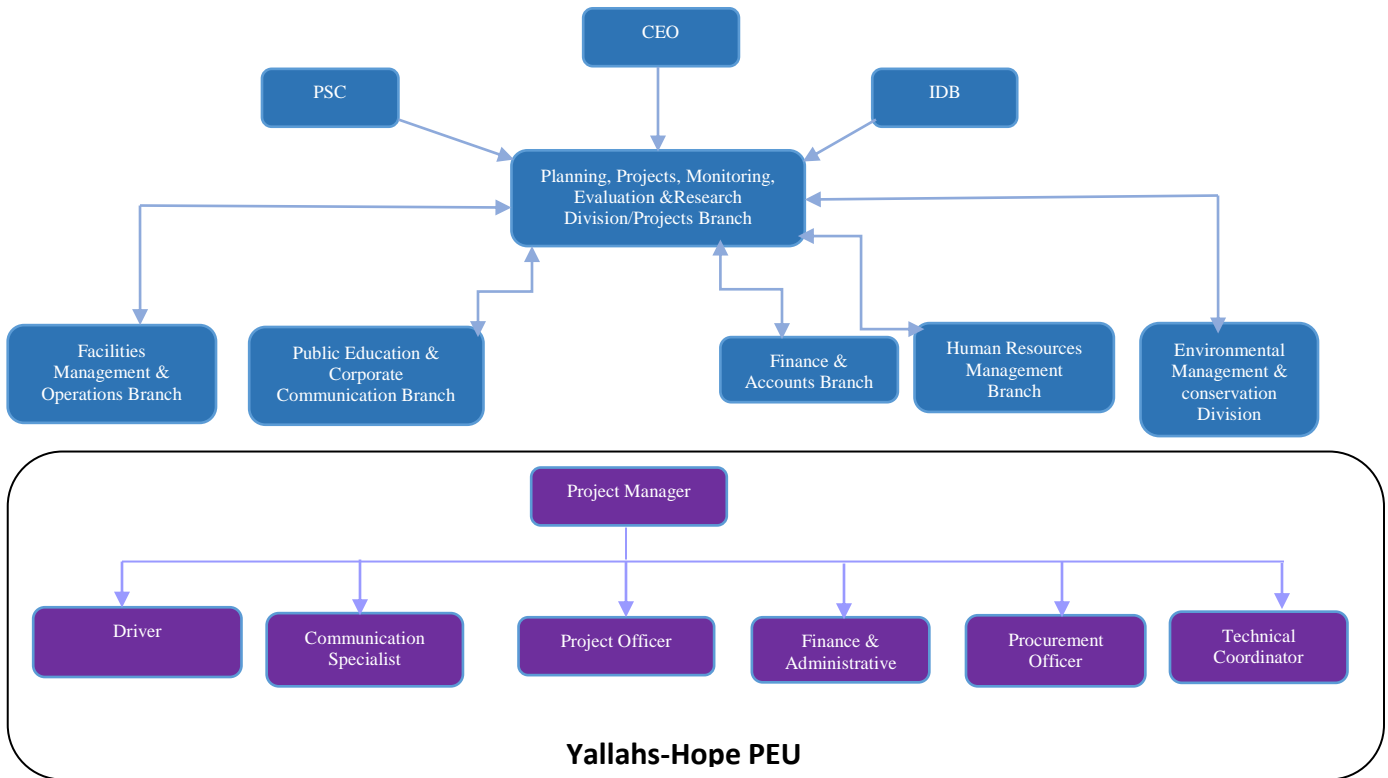 CEO
PSC
IDB
Planning, Projects, Monitoring,
Evaluation &Research
Division/Projects Branch
Facilities
Management &
Operations Branch
Public Education &
Corporate
Communication Branch
Finance &
Accounts Branch
Human Resources
Management
Branch
Environmental
Management &
conservation
Division
Project Manager
Driver
Communication
Specialist
Project Officer
Finance &
Administrative
Procurement
Officer
Technical
Coordinator
Yallahs-Hope PEU